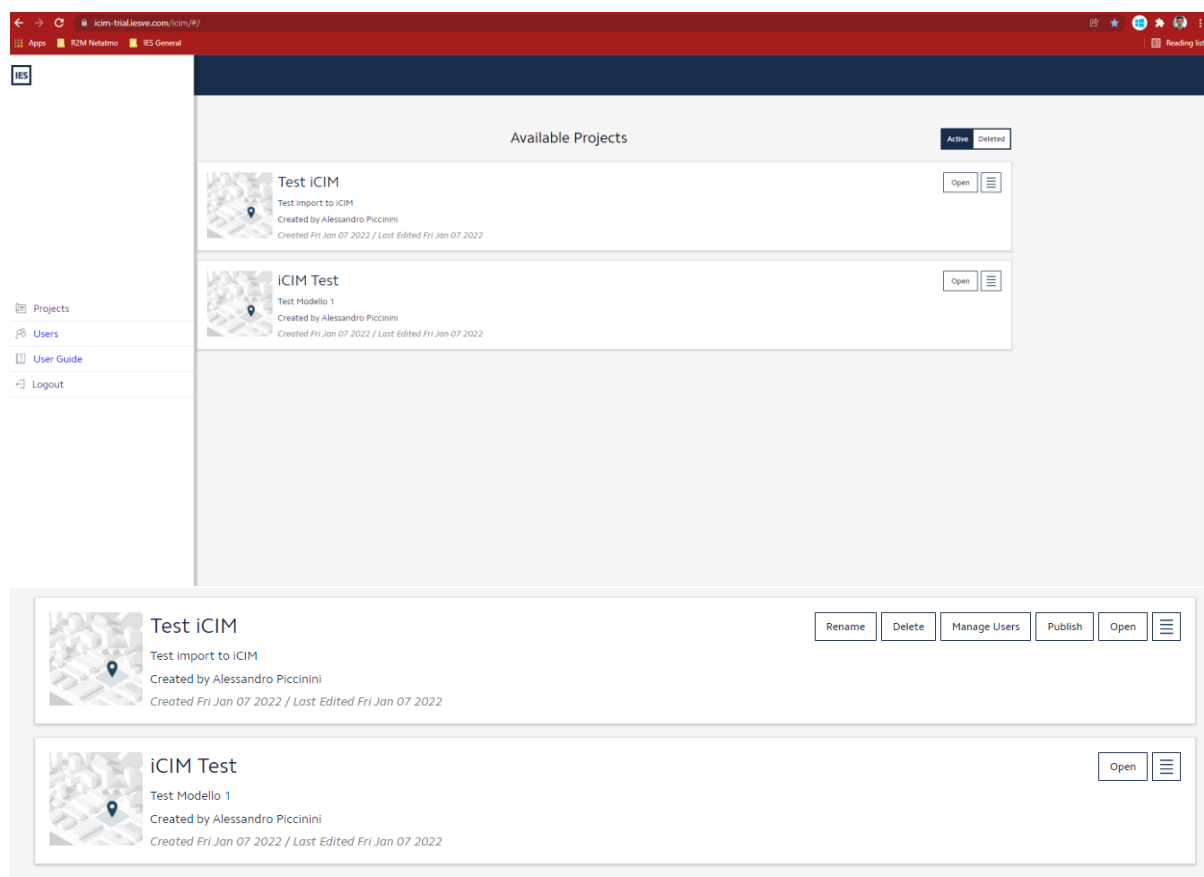 icim-trial.iesve.com/icim/#/
Apps R2M Netatmo IES General Reading list
IES
Available Projects
Active Deleted
Test iCIM
Open
Test import to iCIM
Created by Alessandro Piccinini
Created Fri Jan 07 2022 / Last Edited Fri Jan 07 2022
iCIM Test
Open
Test Modello 1
Created by Alessandro Piccinini
Created Fri Jan 07 2022 / Last Edited Fri Jan 07 2022
Projects
Users
User Guide
Logout
Test iCIM
Rename Delete Manage Users Publish Open
Test import to iCIM
Created by Alessandro Piccinini
Created Fri Jan 07 2022 / Last Edited Fri Jan 07 2022
iCIM Test
Open
Test Modello 1
Created by Alessandro Piccinini
Created Fri Jan 07 2022 / Last Edited Fri Jan 07 2022